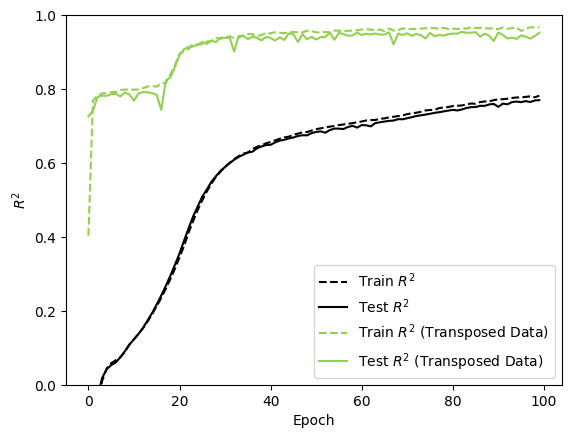 1.0
0.8
0.6
0.4
0.2
0.0
R²
0
20
40
60
80
100
Epoch
Train R²
Test R²
Train R² (Transposed Data)
Test R² (Transposed Data)